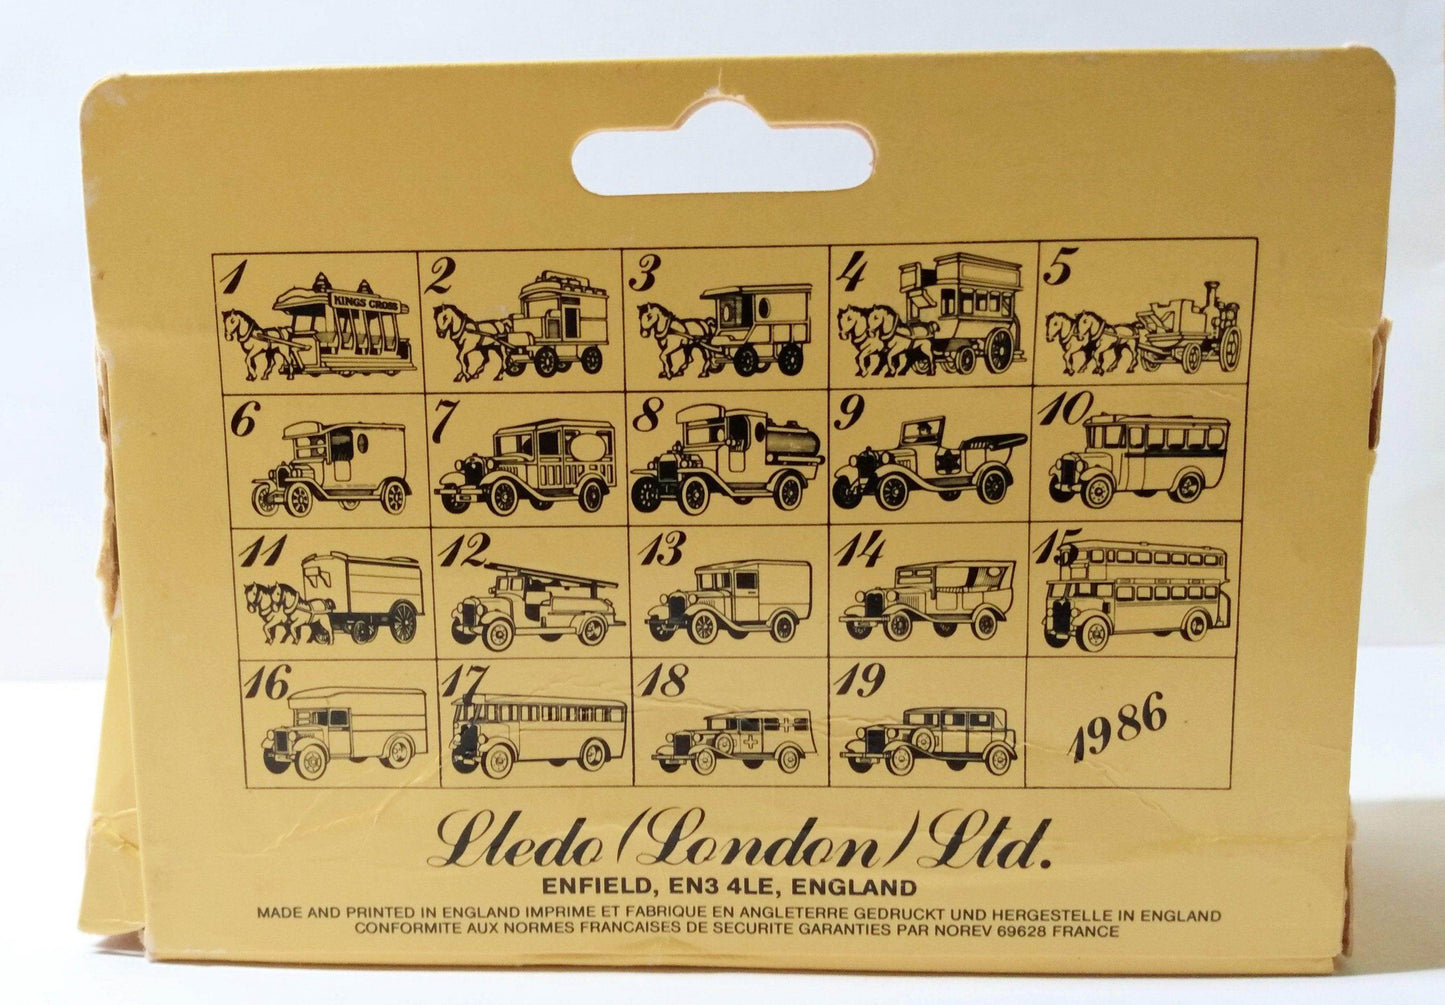 1 2 3 4 5
KINGS CROSS
6 7 8 9 10
11 12 13 14 15
16 17 18 19
1986
Lledo (London) Ltd.
ENFIELD, EN3 4LE, ENGLAND
MADE AND PRINTED IN ENGLAND IMPRIME ET FABRIQUE EN ANGLETERRE GEDRUCKT UND HERGESTELLE IN ENGLAND
CONFORMITE AUX NORMES FRANCAISES DE SECURITE GARANTIES PAR NOREV 69628 FRANCE